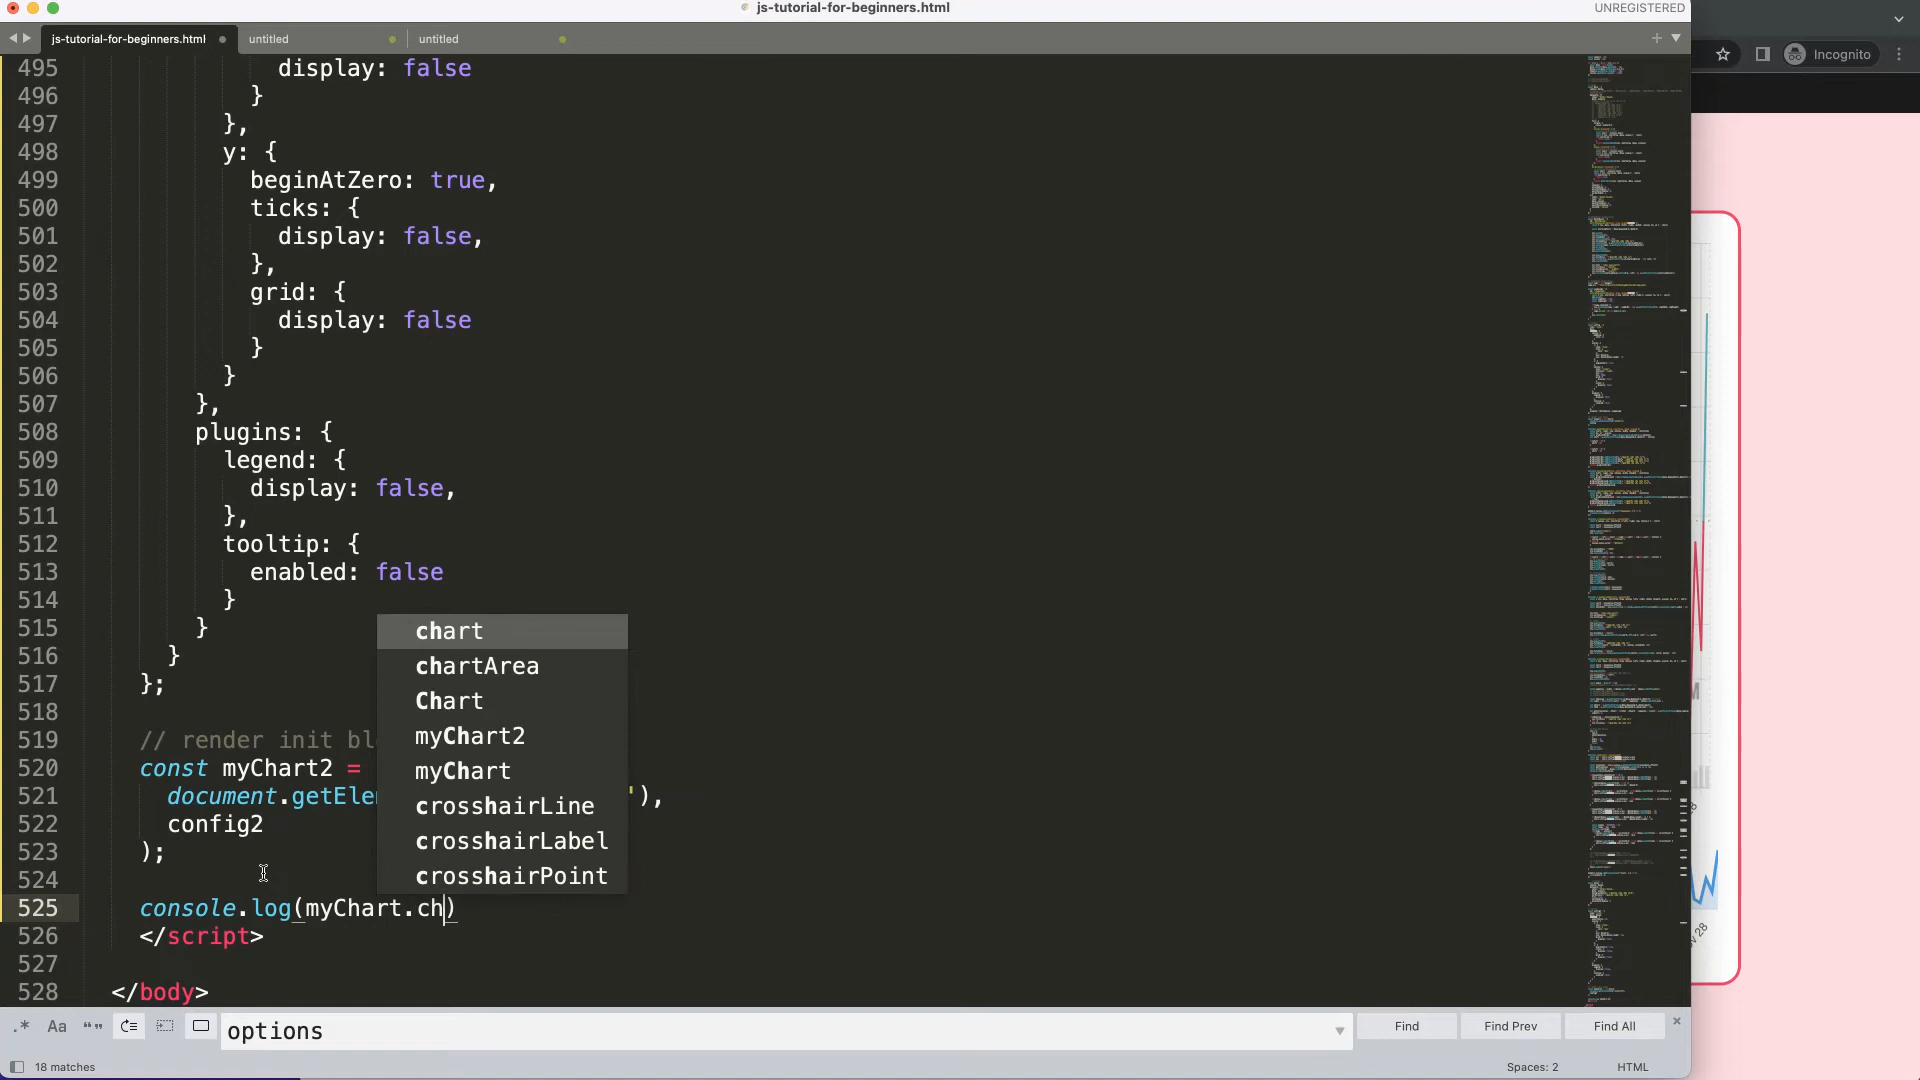 js-tutorial-for-beginners.html
UNREGISTERED
js-tutorial-for-beginners.html
untitled
untitled
Incognito
495 display: false
496 }
497 },
498 y: {
499 beginAtZero: true,
500 ticks: {
501 display: false,
502 },
503 grid: {
504 display: false
505 }
506 }
507 },
508 plugins: {
509 legend: {
510 display: false,
511 },
512 tooltip: {
513 enabled: false
514 }
515 }
516 }
517 };
518
519 // render init bl
520 const myChart2 =
521 document.getEle '),
522 config2
523 );
524
525 console.log(myChart.ch)
526 </script>
527
528 </body>
chart
chartArea
Chart
myChart2
myChart
crosshairLine
crosshairLabel
crosshairPoint
M
28
.* Aa “” options Find Find Prev Find All
18 matches
Spaces: 2
HTML